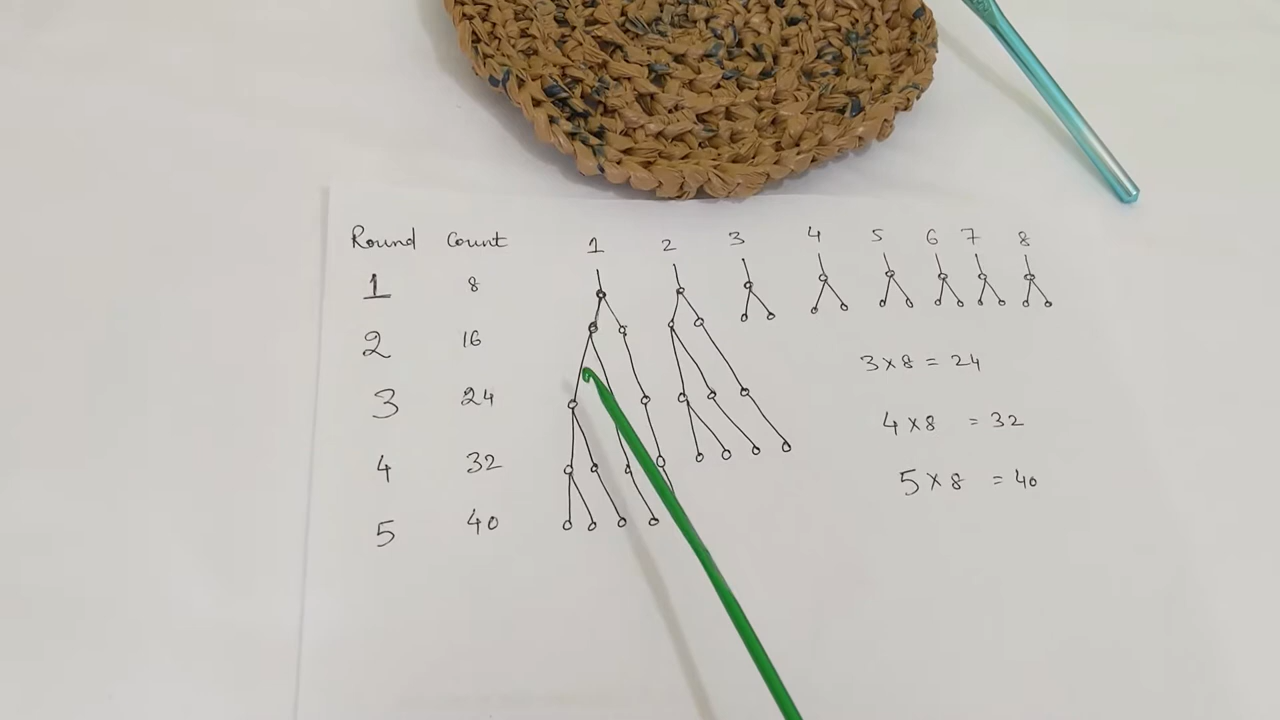 Round Count 1 2 3 4 5 6 7 8
1 8
2 16
3 24
4 32
5 40
3 × 8 = 24
4 × 8 = 32
5 × 8 = 40